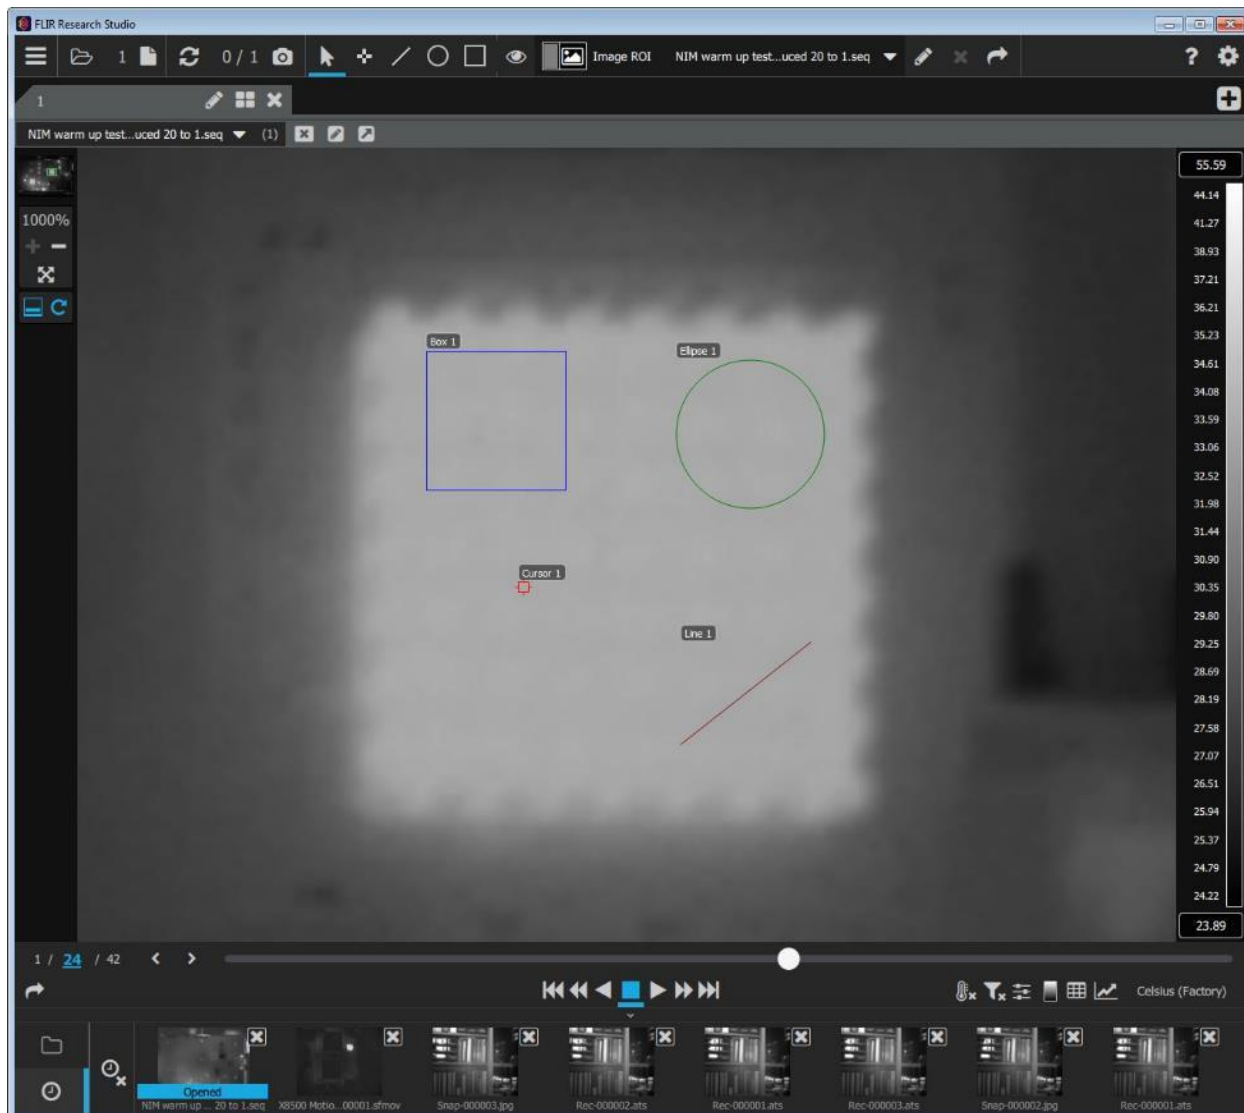 FLIR Research Studio
1 0 / 1 Image ROI NIM warm up test...uced 20 to 1.seq ?
1
NIM warm up test...uced 20 to 1.seq (1)
55.59
1000%
44.14
41.27
38.93
37.21
36.21
35.23
34.61
34.08
33.59
33.06
32.52
31.98
31.44
30.90
30.35
29.80
29.25
28.69
28.19
27.58
27.07
26.51
25.94
25.37
24.79
24.22
23.89
Box 1
Ellipse 1
Cursor 1
Line 1
1 / 24 / 42
Celsius (Factory)
Opened
NIM warm up ... 20 to 1.seq X8500 Motio...00001.sfmov Snap-000003.jpg Rec-000002.ats Rec-000001.ats Rec-000003.ats Snap-000002.jpg Rec-000001.ats